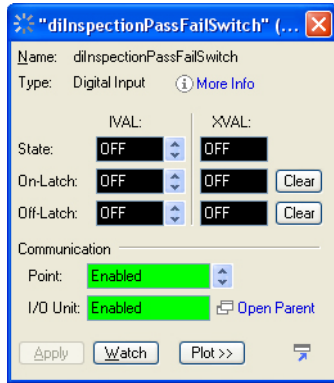 "diInspectionPassFailSwitch" (...
Name: diInspectionPassFailSwitch
Type: Digital Input More Info
IVAL: XVAL:
State: OFF OFF
On-Latch: OFF OFF Clear
Off-Latch: OFF OFF Clear
Communication
Point: Enabled
I/O Unit: Enabled Open Parent
Apply Watch Plot >>